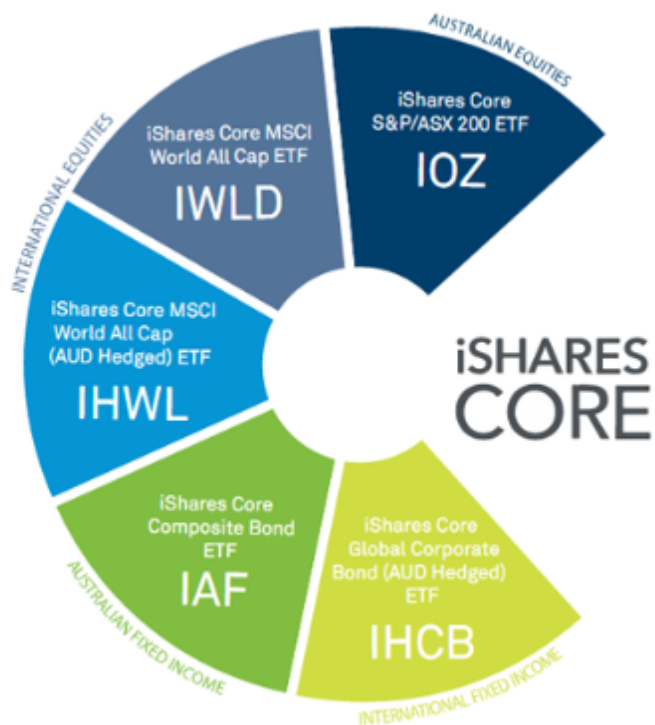 AUSTRALIAN EQUITIES
iShares Core
S&P/ASX 200 ETF
IOZ
INTERNATIONAL EQUITIES
iShares Core MSCI
World All Cap ETF
IWLD
iShares Core MSCI
World All Cap
(AUD Hedged) ETF
IHWL
iSHARES
CORE
iShares Core
Composite Bond
ETF
IAF
AUSTRALIAN FIXED INCOME
iShares Core
Global Corporate
Bond (AUD Hedged)
ETF
IHCB
INTERNATIONAL FIXED INCOME